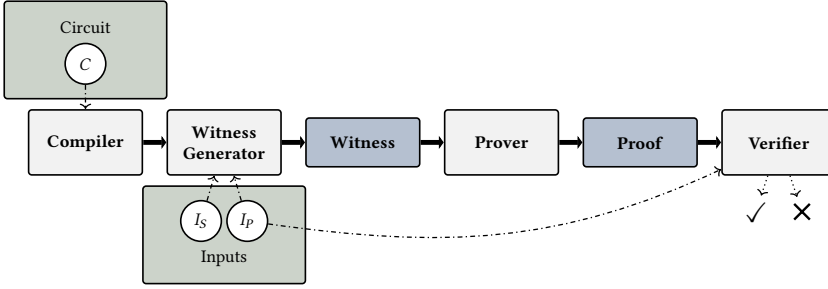 Circuit
C
Compiler
Witness
Generator
Witness
Prover
Proof
Verifier
I_S
I_P
✓
✕
Inputs